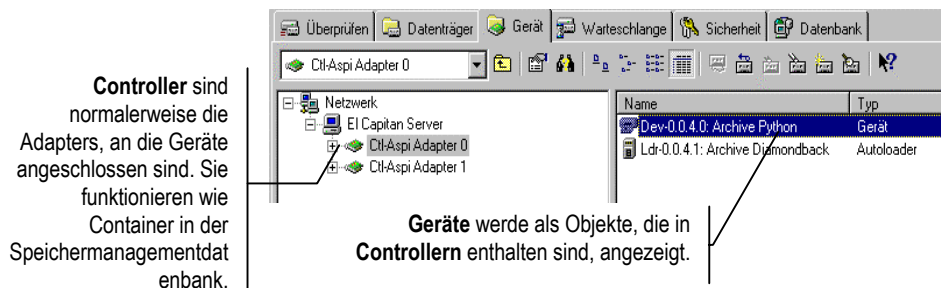 Überprüfen Datenträger Gerät Warteschlange Sicherheit Datenbank
Ctl-Aspi Adapter 0
Controller sind
normalerweise die
Adapters, an die Geräte
angeschlossen sind. Sie
funktionieren wie
Container in der
Speichermanagementdat
enbank.
Netzwerk
El Capitan Server
Ctl-Aspi Adapter 0
Ctl-Aspi Adapter 1
Name Typ
Dev-0.0.4.0: Archive Python Gerät
Ldr-0.0.4.1: Archive Diamondback Autoloader
Geräte werde als Objekte, die in
Controllern enthalten sind, angezeigt.